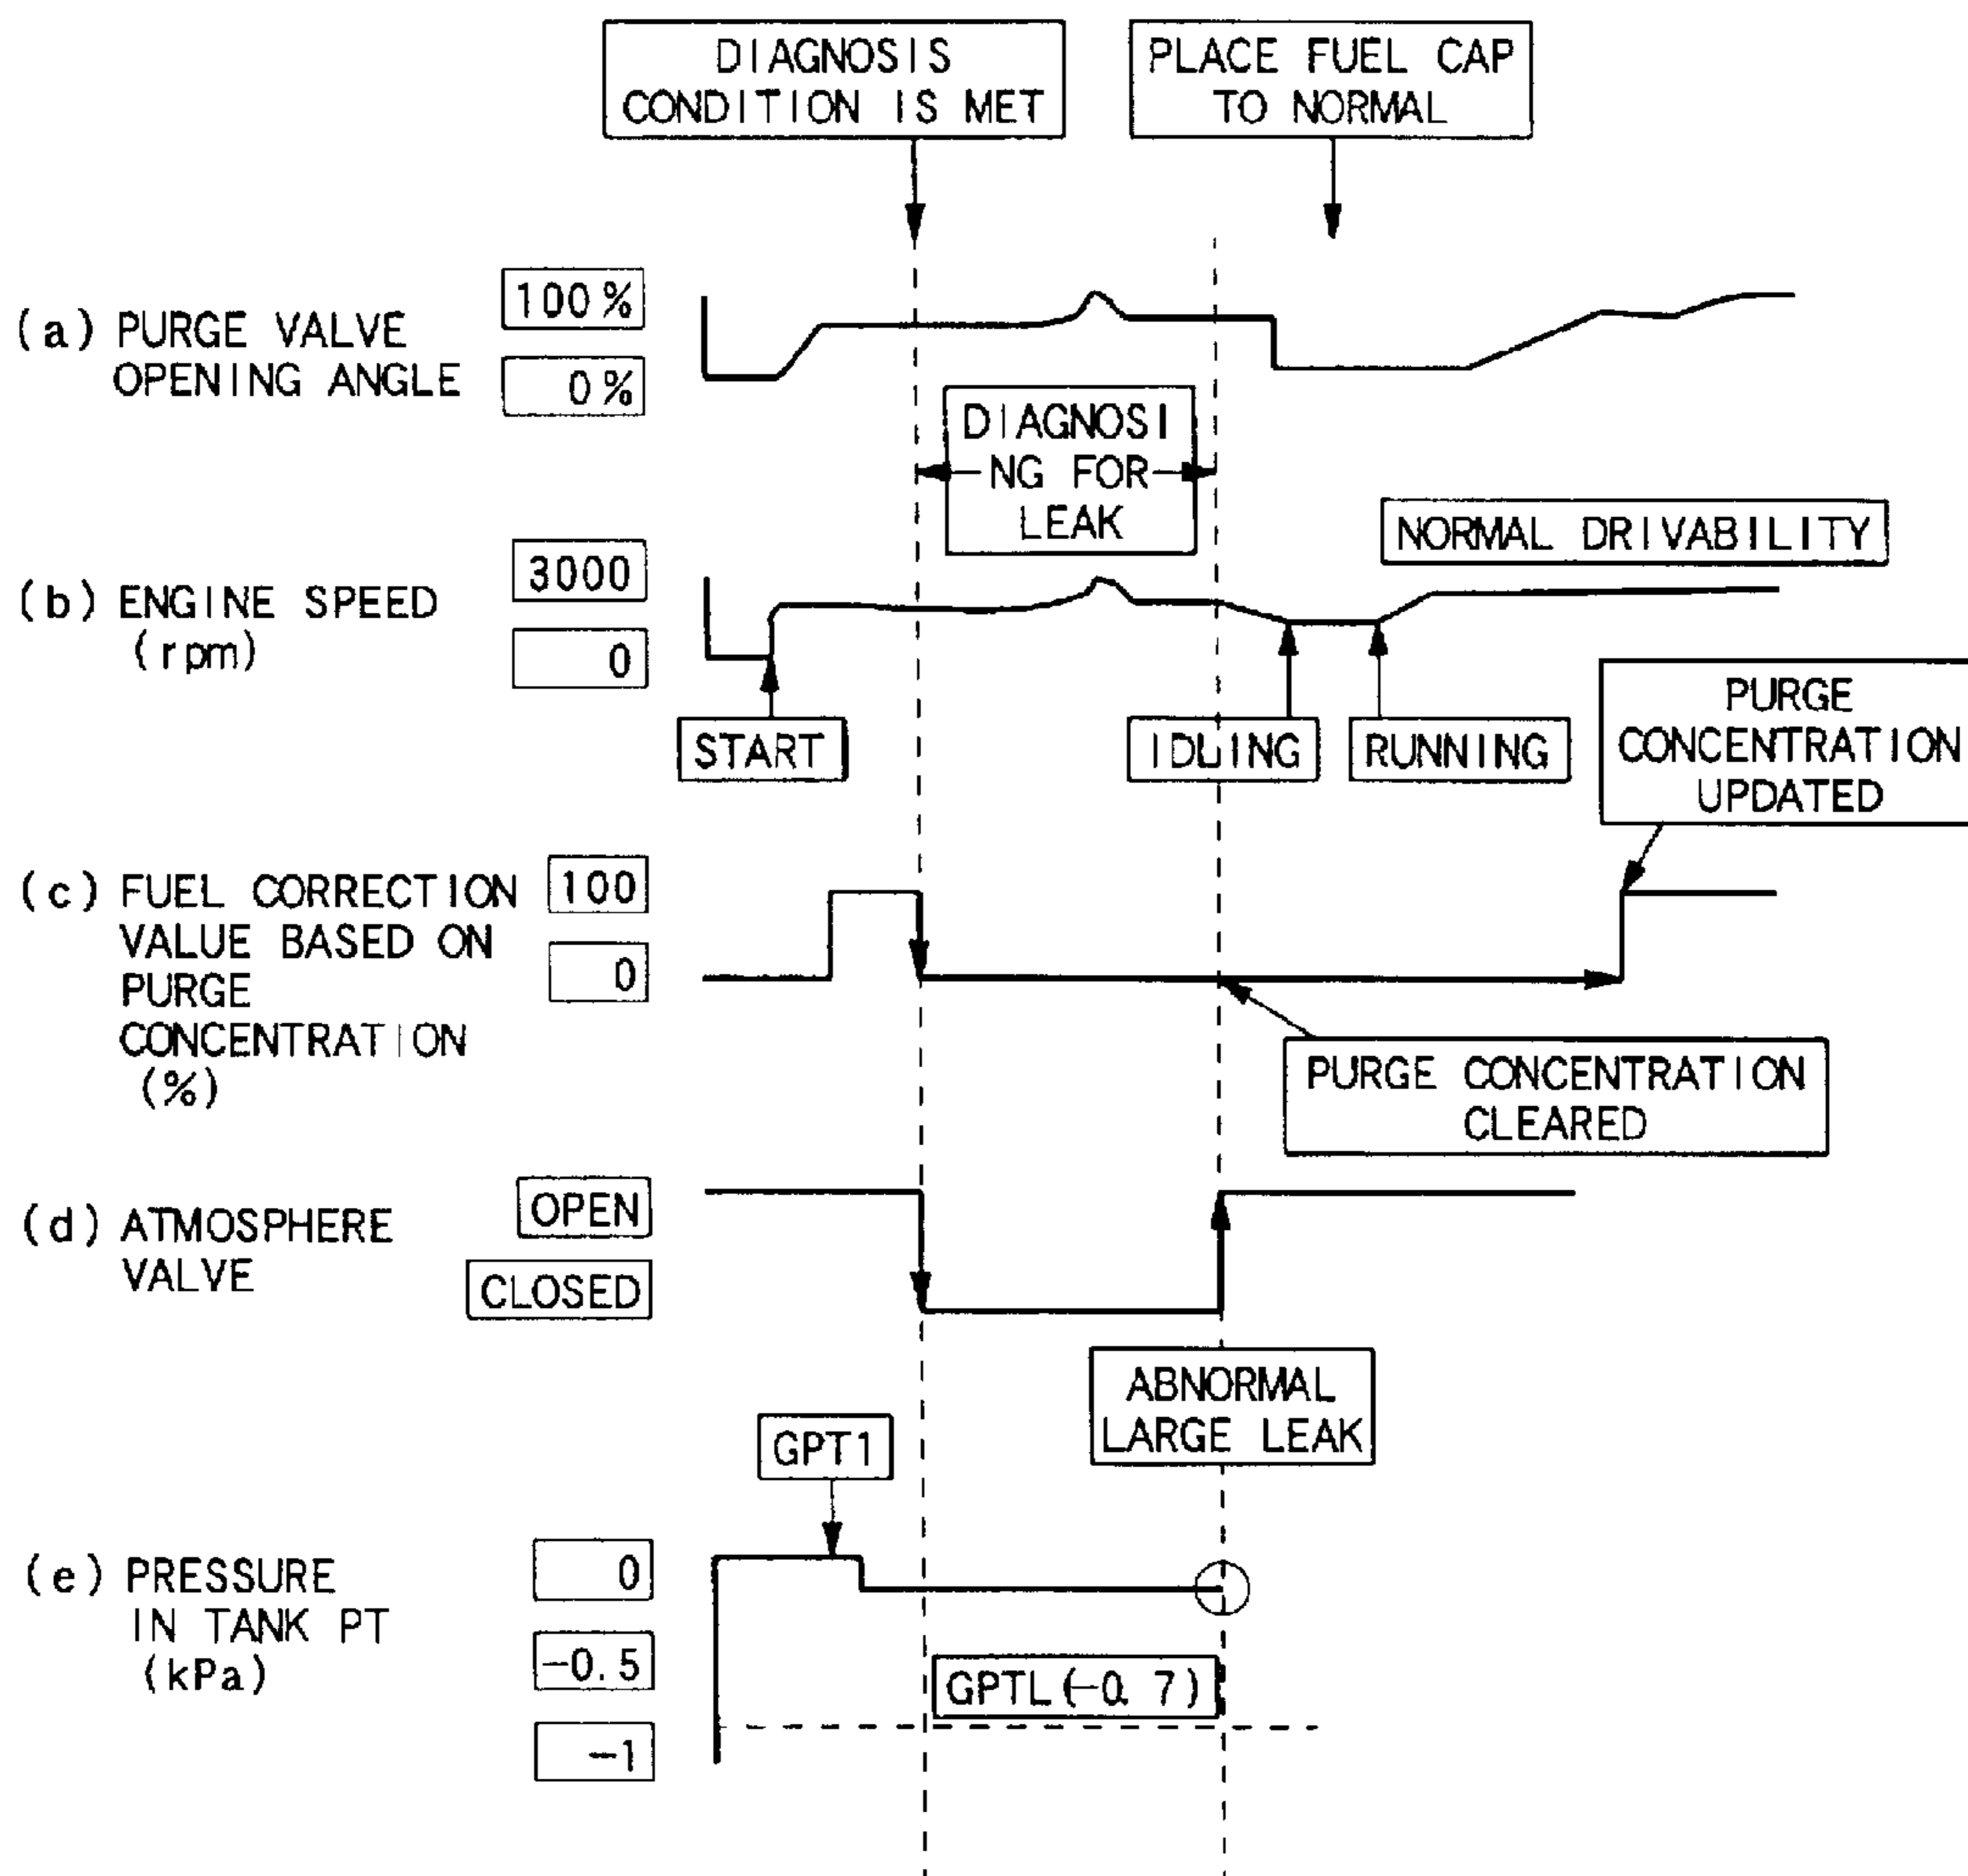 DIAGNOSIS
CONDITION IS MET
PLACE FUEL CAP
TO NORMAL
(a) PURGE VALVE
OPENING ANGLE
100%
0%
DIAGNOSI
NG FOR
LEAK
(b) ENGINE SPEED
(rpm)
3000
0
NORMAL DRIVABILITY
START
IDLING
RUNNING
PURGE
CONCENTRATION
UPDATED
(c) FUEL CORRECTION
VALUE BASED ON
PURGE
CONCENTRATION
(%)
100
0
PURGE CONCENTRATION
CLEARED
(d) ATMOSPHERE
VALVE
OPEN
CLOSED
ABNORMAL
LARGE LEAK
GPT1
(e) PRESSURE
IN TANK PT
(kPa)
0
-0.5
-1
GPTL(-0.7)